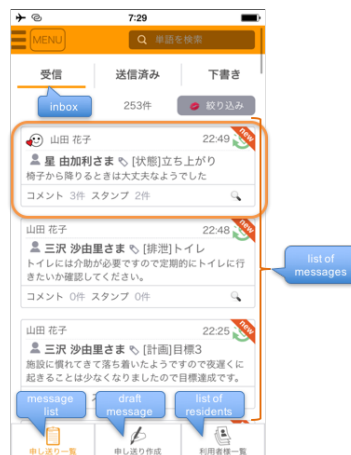 7:29
MENU
単語を検索
受信 送信済み 下書き
inbox
253件
絞り込み
山田 花子 22:49 new
星 由加利さま [状態]立ち上がり
椅子から降りるときは大丈夫なようでした
コメント 3件 スタンプ 2件
山田 花子 22:48 new
三沢 沙由里さま [排泄]トイレ
トイレには介助が必要ですので定期的にトイレに行
きたいか確認してください。
コメント 0件 スタンプ 0件
list of
messages
山田 花子 22:25 new
三沢 沙由里さま [計画]目標3
施設に慣れてきて落ち着いたようですので夜遅くに
起きることは少なくなりましたので目標達成です。
message
list
draft
message
list of
residents
申し送り一覧 申し送り作成 利用者様一覧